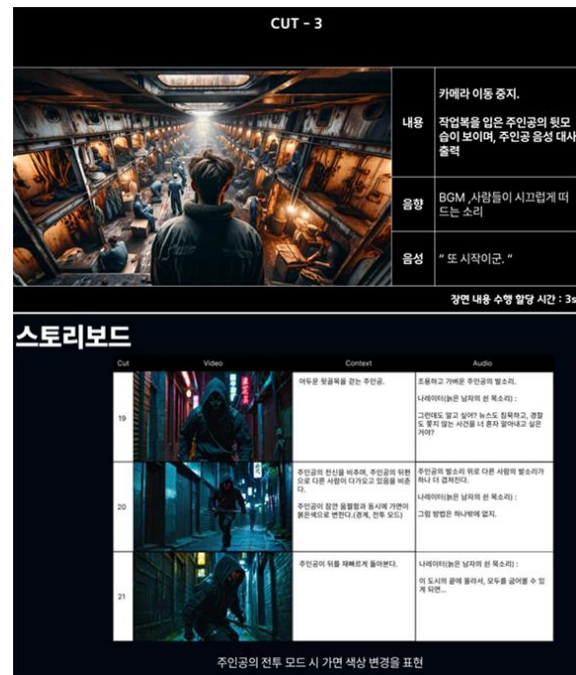 CUT - 3
내용
카메라 이동 중지.
작업복을 입은 주인공의 뒷모
습이 보이며, 주인공 음성 대사
출력
음향
BGM ,사람들이 시끄럽게 떠
드는 소리
음성
" 또 시작이군. "
장면 내용 수행 할당 시간 : 3s
스토리보드
Cut Video Context Audio
19
어두운 뒷골목을 걷는 주인공.
조용하고 가벼운 주인공의 발소리.
나레이터(늙은 남자의 쉰 목소리) :
그런데도 알고 싶어? 뉴스도 침묵하고, 경찰
도 쫓지 않는 사건을 너 혼자 알아내고 싶은
거야?
20
주인공의 전신을 비추며, 주인공의 뒤편
으로 다른 사람이 다가오고 있음을 비춘
다.
주인공이 잠깐 움찔함과 동시에 가면이
붉은색으로 변한다.(경계, 전투 모드)
주인공의 발소리 위로 다른 사람의 발소리가
하나 더 겹쳐진다.
나레이터(늙은 남자의 쉰 목소리) :
그럼 방법은 하나밖에 없지.
21
주인공이 뒤를 재빠르게 돌아본다.
나레이터(늙은 남자의 쉰 목소리) :
이 도시의 끝에 올라서, 모두를 굽어볼 수 있
게 되면...
주인공의 전투 모드 시 가면 색상 변경을 표현